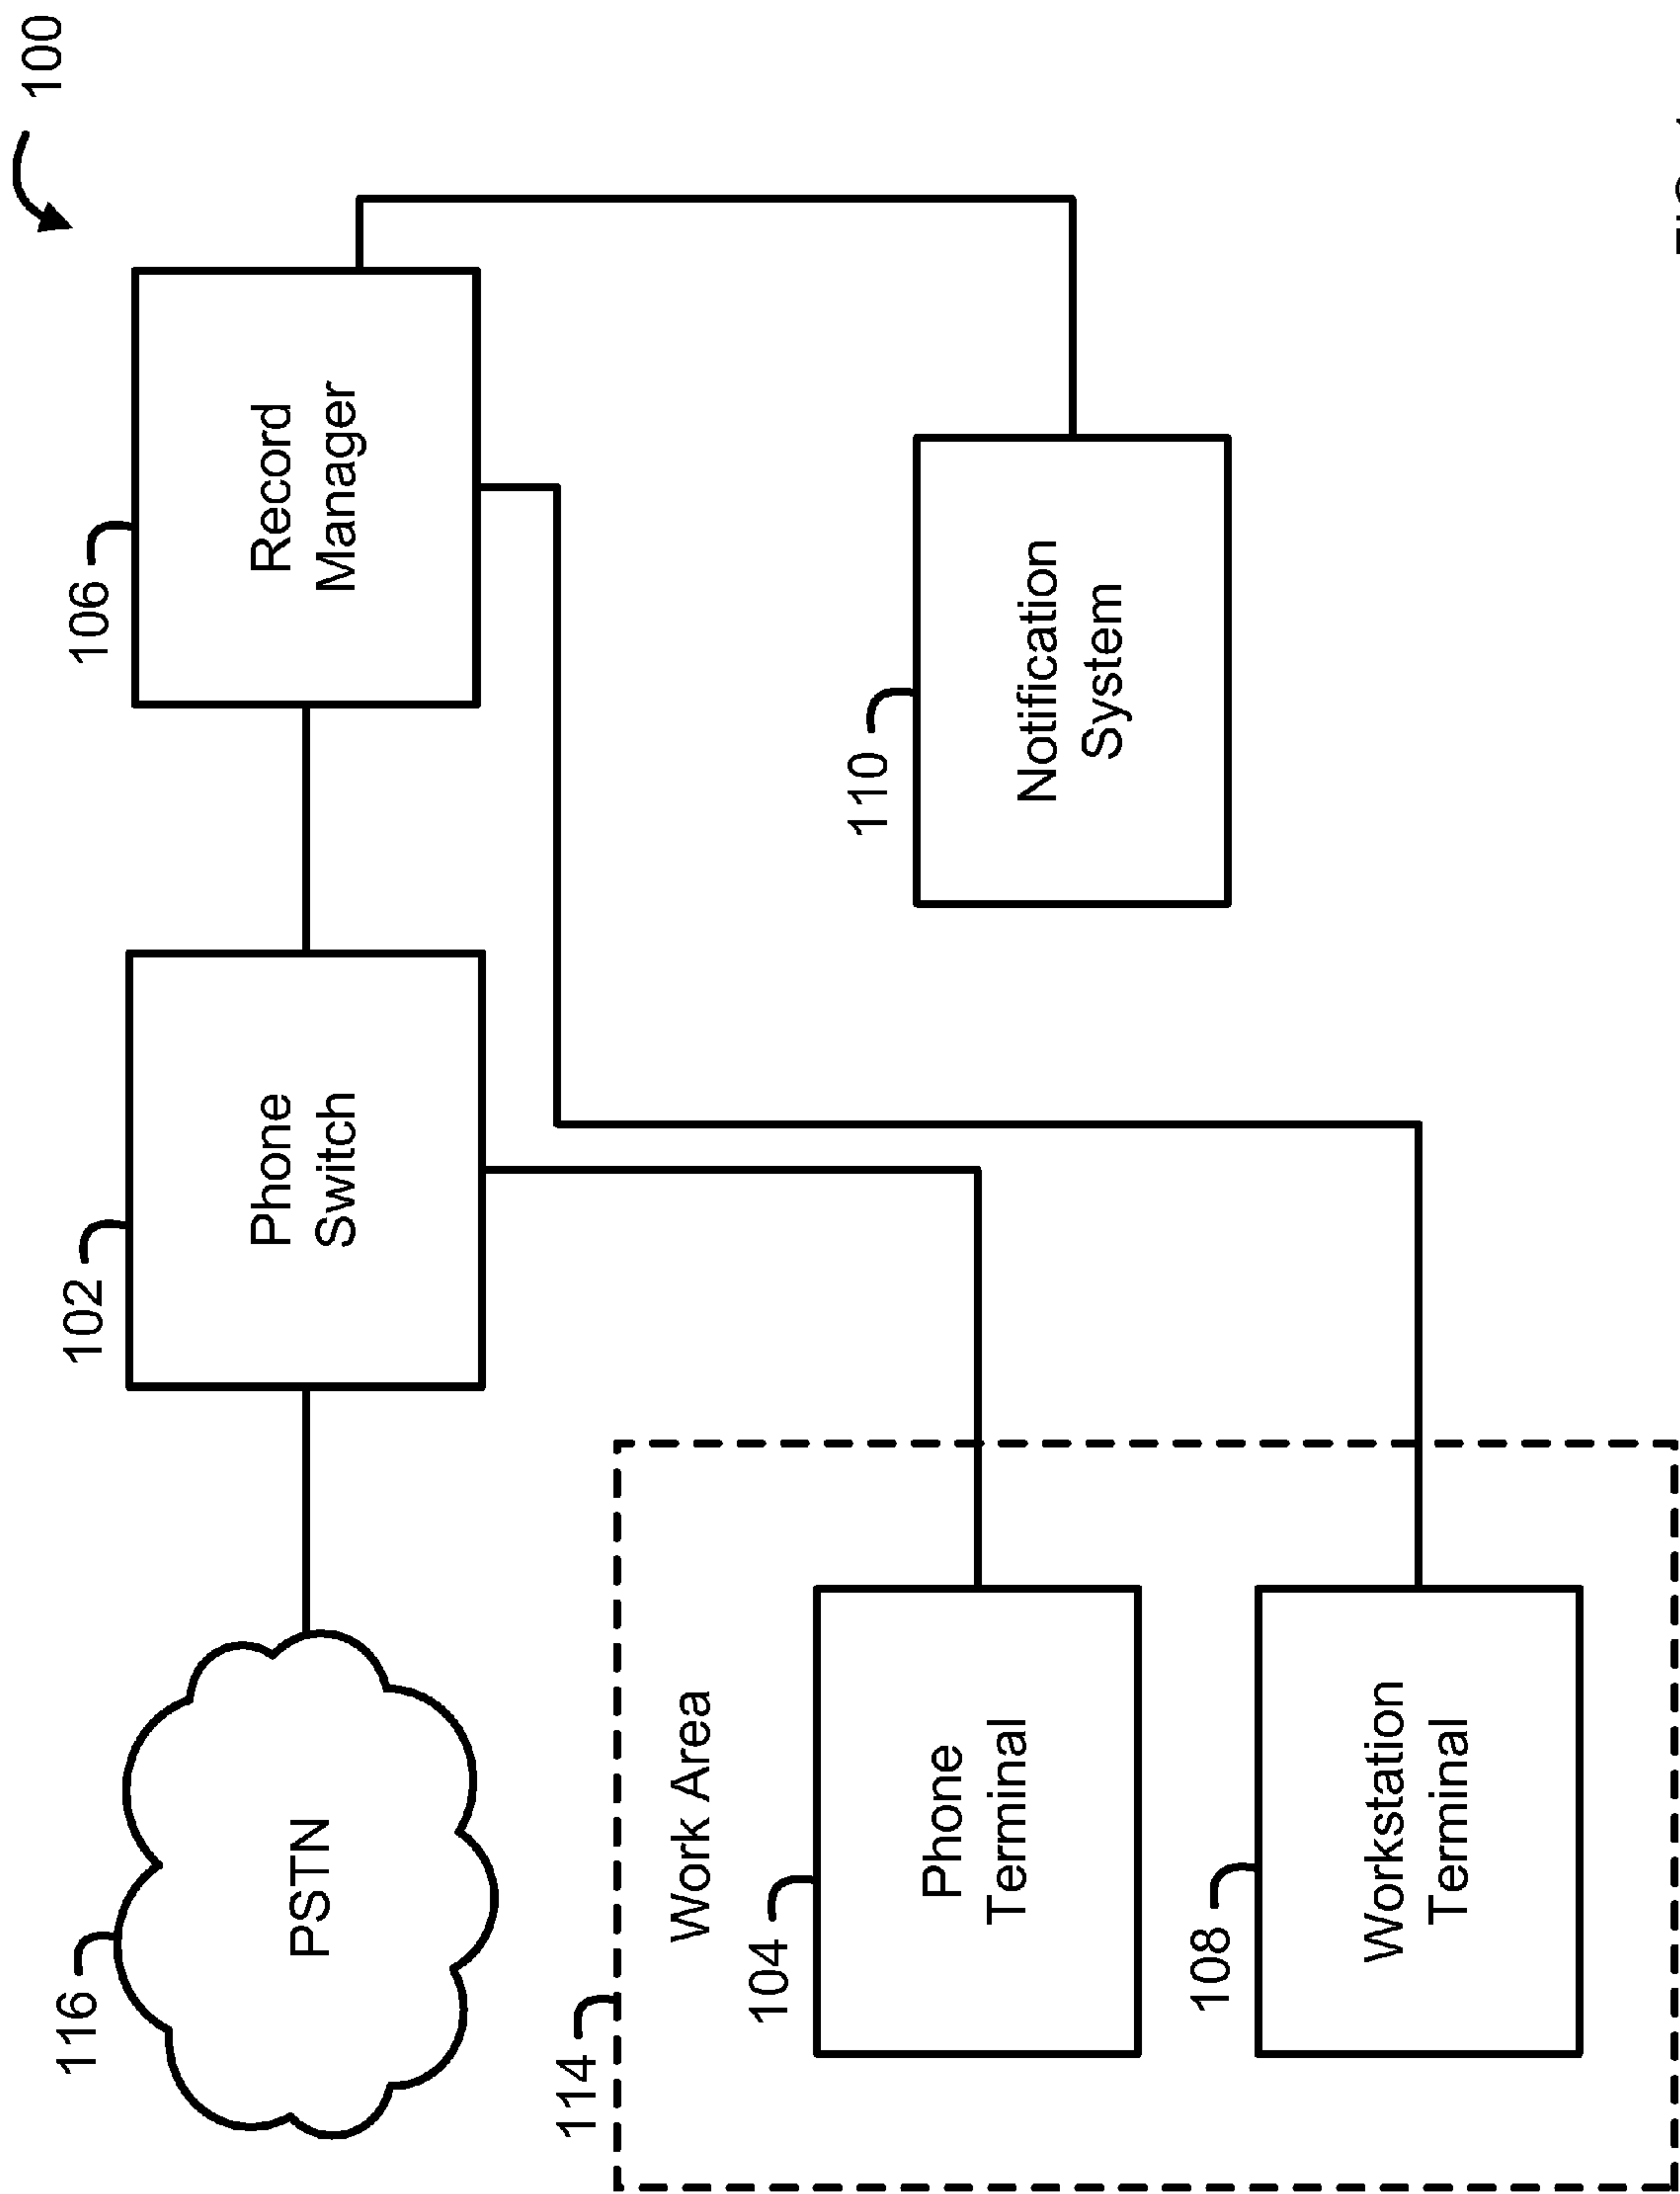 100
116
PSTN
102
Phone
Switch
106
Record
Manager
114
Work Area
104
Phone
Terminal
108
Workstation
Terminal
110
Notification
System